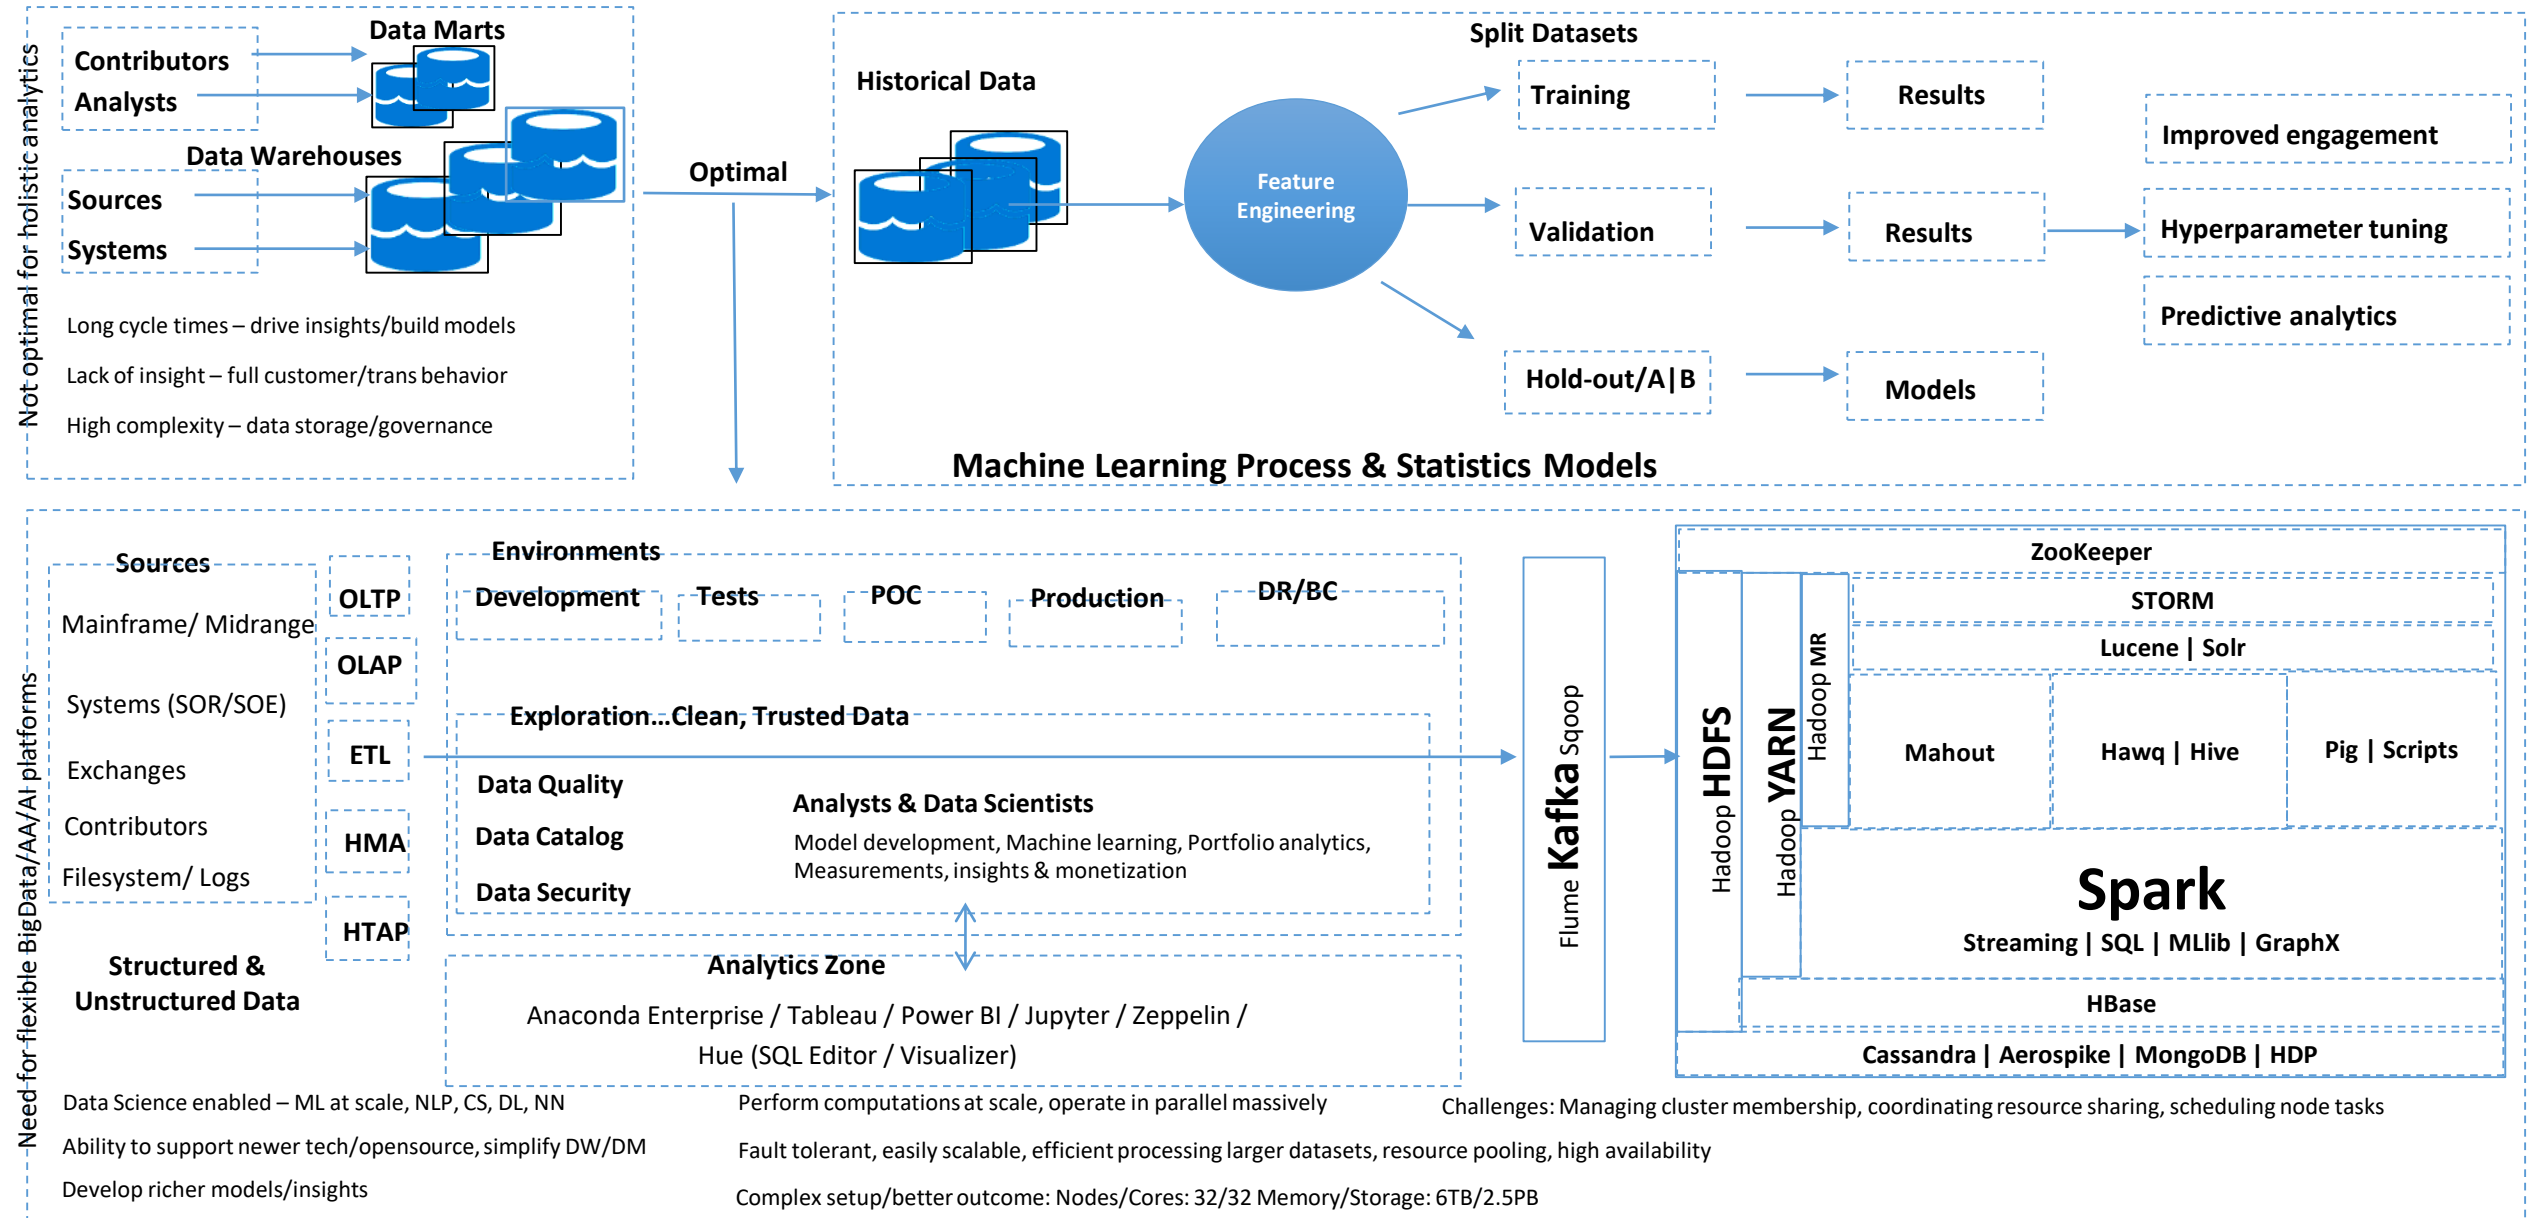 Not optimal for holistic analytics
Data Marts
Contributors
Analysts
Data Warehouses
Sources
Systems
Long cycle times – drive insights/build models
Lack of insight – full customer/trans behavior
High complexity – data storage/governance
Optimal
Historical Data
Feature
Engineering
Split Datasets
Training
Results
Validation
Results
Hold-out/A|B
Models
Improved engagement
Hyperparameter tuning
Predictive analytics
Machine Learning Process & Statistics Models
Need for flexible BigData/AA/AI platforms
Sources
Mainframe/ Midrange
Systems (SOR/SOE)
Exchanges
Contributors
Filesystem/ Logs
Structured &
Unstructured Data
OLTP
OLAP
ETL
HMA
HTAP
Environments
Development
Tests
POC
Production
DR/BC
Exploration...Clean, Trusted Data
Data Quality
Data Catalog
Data Security
Analysts & Data Scientists
Model development, Machine learning, Portfolio analytics,
Measurements, insights & monetization
Analytics Zone
Anaconda Enterprise / Tableau / Power BI / Jupyter / Zeppelin /
Hue (SQL Editor / Visualizer)
Flume Kafka Sqoop
ZooKeeper
Hadoop HDFS
Hadoop YARN
Hadoop MR
STORM
Lucene | Solr
Mahout
Hawq | Hive
Pig | Scripts
Spark
Streaming | SQL | MLlib | GraphX
HBase
Cassandra | Aerospike | MongoDB | HDP
Data Science enabled – ML at scale, NLP, CS, DL, NN
Ability to support newer tech/opensource, simplify DW/DM
Develop richer models/insights
Perform computations at scale, operate in parallel massively
Fault tolerant, easily scalable, efficient processing larger datasets, resource pooling, high availability
Complex setup/better outcome: Nodes/Cores: 32/32 Memory/Storage: 6TB/2.5PB
Challenges: Managing cluster membership, coordinating resource sharing, scheduling node tasks